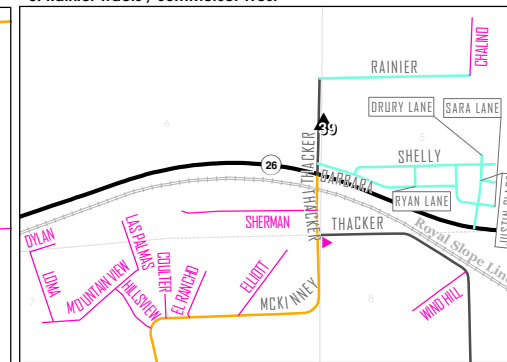 CHALINO
RAINIER
DRURY LANE
SARA LANE
39
6
5
THACKER
SHELLY
26
BARBARA
RYAN LANE
THACKER
SHERMAN
THACKER
Royal Slope Line
DYLAN
LAS PALMAS
LOMA
MOUNTAIN VIEW
COULTER
HILLSVIEW
EL RANCHO
ELLIOTT
MCKINNEY
WIND HILL
7
8